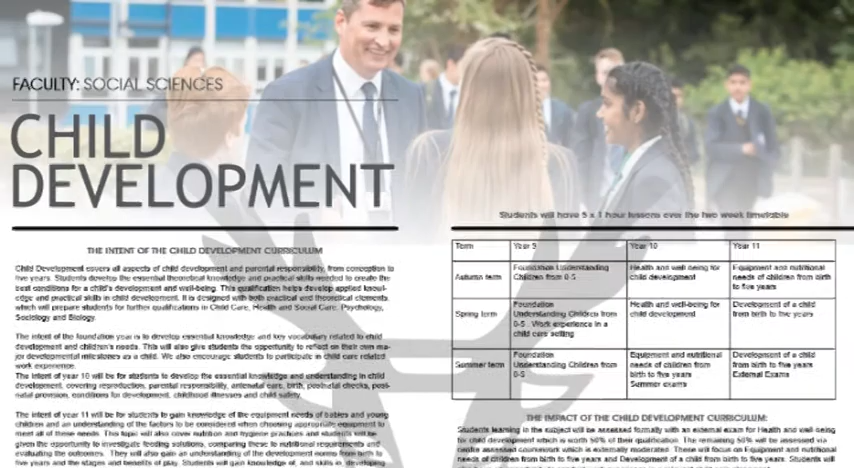 FACULTY: SOCIAL SCIENCES
CHILD
DEVELOPMENT
THE INTENT OF THE CHILD DEVELOPMENT CURRICULUM
Child Development covers all aspects of child development and parental responsibility, from conception to
five years. Students develop the essential theoretical knowledge and practical skills needed to create the
best conditions for a child's development and well-being. This qualification helps develop applied knowl-
edge and practical skills in child development. It is designed with both practical and theoretical elements,
which will prepare students for further qualifications in Child Care, Health and Social Care, Psychology,
Sociology and Biology.
The intent of the foundation year is to develop essential knowledge and key vocabulary related to child
development and children's needs. This will also give students the opportunity to reflect on their own ma-
jor developmental milestones as a child. We also encourage students to participate in child care related
work experience.
The intent of year 10 will be for students to develop the essential knowledge and understanding in child
development, covering reproduction, parental responsibility, antenatal care, birth, postnatal checks, post-
natal provision, conditions for development, childhood illnesses and child safety.
The intent of year 11 will be for students to gain knowledge of the equipment needs of babies and young
children and an understanding of the factors to be considered when choosing appropriate equipment to
meet all of these needs. This topic will also cover nutrition and hygiene practices and students will be
given the opportunity to investigate feeding solutions, comparing these to nutritional requirements and
evaluating the outcomes. They will also gain an understanding of the development norms from birth to
five years and the stages and benefits of play. Students will gain knowledge of, and skills in, developing
Students will have 5 x 1 hour lessons over the two week timetable
Term Year 9 Year 10 Year 11
Autumn term Foundation Understanding Health and well being for Equipment and nutritional
Children from 0-5 child development needs of children from birth
to five years
Spring term Foundation Health and well-being for Development of a child
Understanding Children from child development from birth to five years
0-5 . Work experience in a
child care setting
Summer term Foundation Equipment and nutritional Development of a child
Understanding Children from needs of children from from birth to five years
0-5 birth to five years External Exams
Summer exams
THE IMPACT OF THE CHILD DEVELOPMENT CURRICULUM:
Students learning in the subject will be assessed formally with an external exam for Health and well-being
for child development which is worth 50% of their qualification. The remaining 50% will be assessed via
centre assessed coursework which is externally moderated. These will focus on Equipment and nutritional
needs of children from birth to five years and Development of a child from birth to five years. Students will